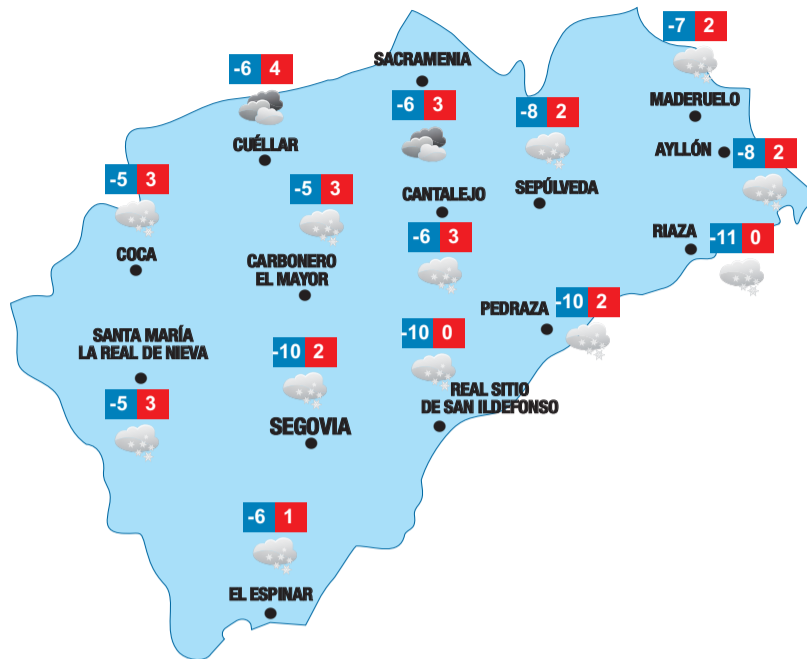 -7 2
MADERUELO
SACRAMENIA
-6 3
-6 4
CUÉLLAR
-8 2
SEPÚLVEDA
AYLLÓN
-8 2
-5 3
COCA
-5 3
CARBONERO
EL MAYOR
CANTALEJO
-6 3
RIAZA
-11 0
PEDRAZA
-10 2
SANTA MARÍA
LA REAL DE NIEVA
-5 3
-10 2
SEGOVIA
-10 0
REAL SITIO
DE SAN ILDEFONSO
-6 1
EL ESPINAR